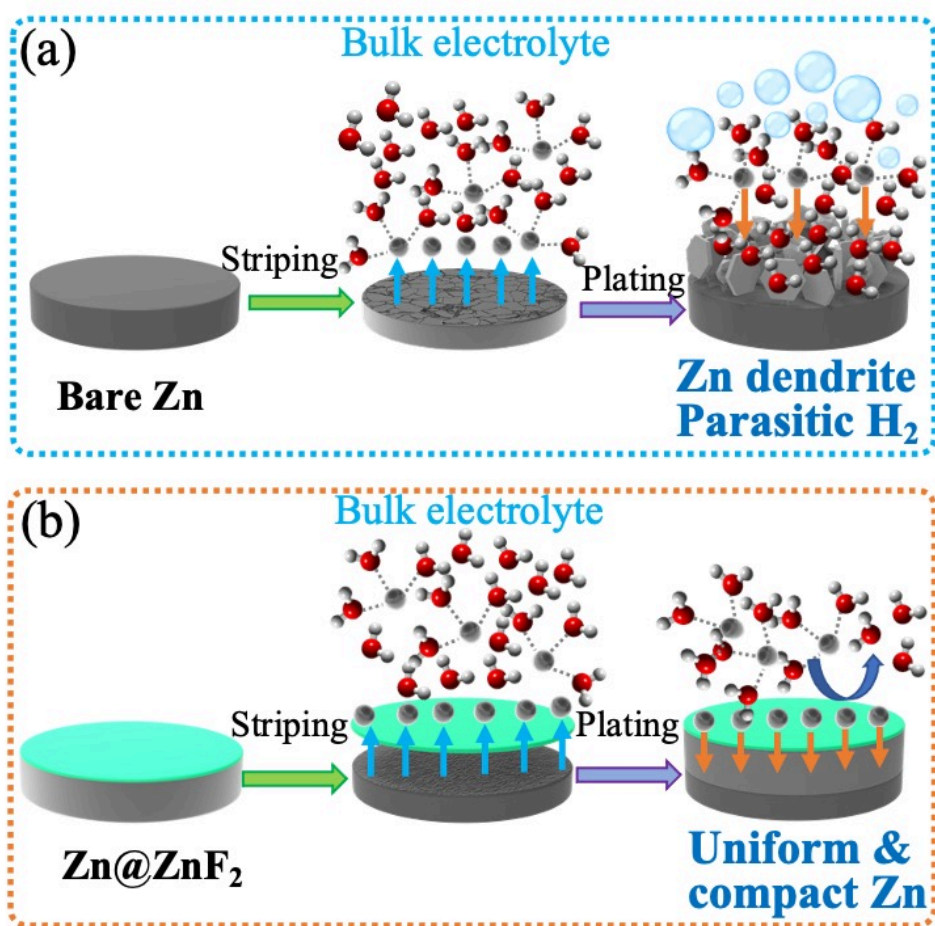 (a)
Bulk electrolyte
Striping
Plating
Bare Zn
Zn dendrite
Parasitic H₂
(b)
Bulk electrolyte
Striping
Plating
Zn@ZnF₂
Uniform &
compact Zn